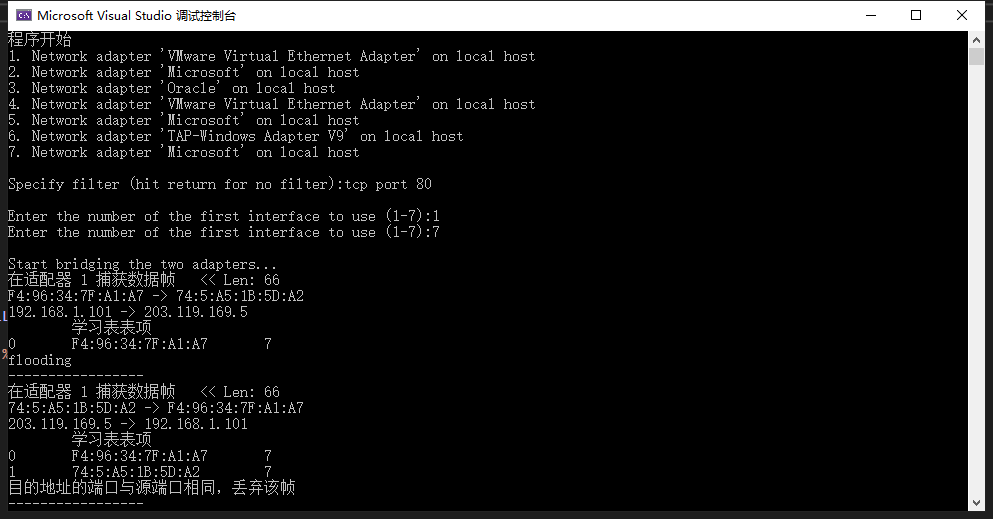 Microsoft Visual Studio 调试控制台
程序开始
1. Network adapter 'VMware Virtual Ethernet Adapter' on local host
2. Network adapter 'Microsoft' on local host
3. Network adapter 'Oracle' on local host
4. Network adapter 'VMware Virtual Ethernet Adapter' on local host
5. Network adapter 'Microsoft' on local host
6. Network adapter 'TAP-Windows Adapter V9' on local host
7. Network adapter 'Microsoft' on local host
Specify filter (hit return for no filter):tcp port 80
Enter the number of the first interface to use (1-7):1
Enter the number of the first interface to use (1-7):7
Start bridging the two adapters...
在适配器 1 捕获数据帧 << Len: 66
F4:96:34:7F:A1:A7 -> 74:5:A5:1B:5D:A2
192.168.1.101 -> 203.119.169.5
学习表表项
0 F4:96:34:7F:A1:A7 7
flooding
-----------------
在适配器 1 捕获数据帧 << Len: 66
74:5:A5:1B:5D:A2 -> F4:96:34:7F:A1:A7
203.119.169.5 -> 192.168.1.101
学习表表项
0 F4:96:34:7F:A1:A7 7
1 74:5:A5:1B:5D:A2 7
目的地址的端口与源端口相同，丢弃该帧
-----------------